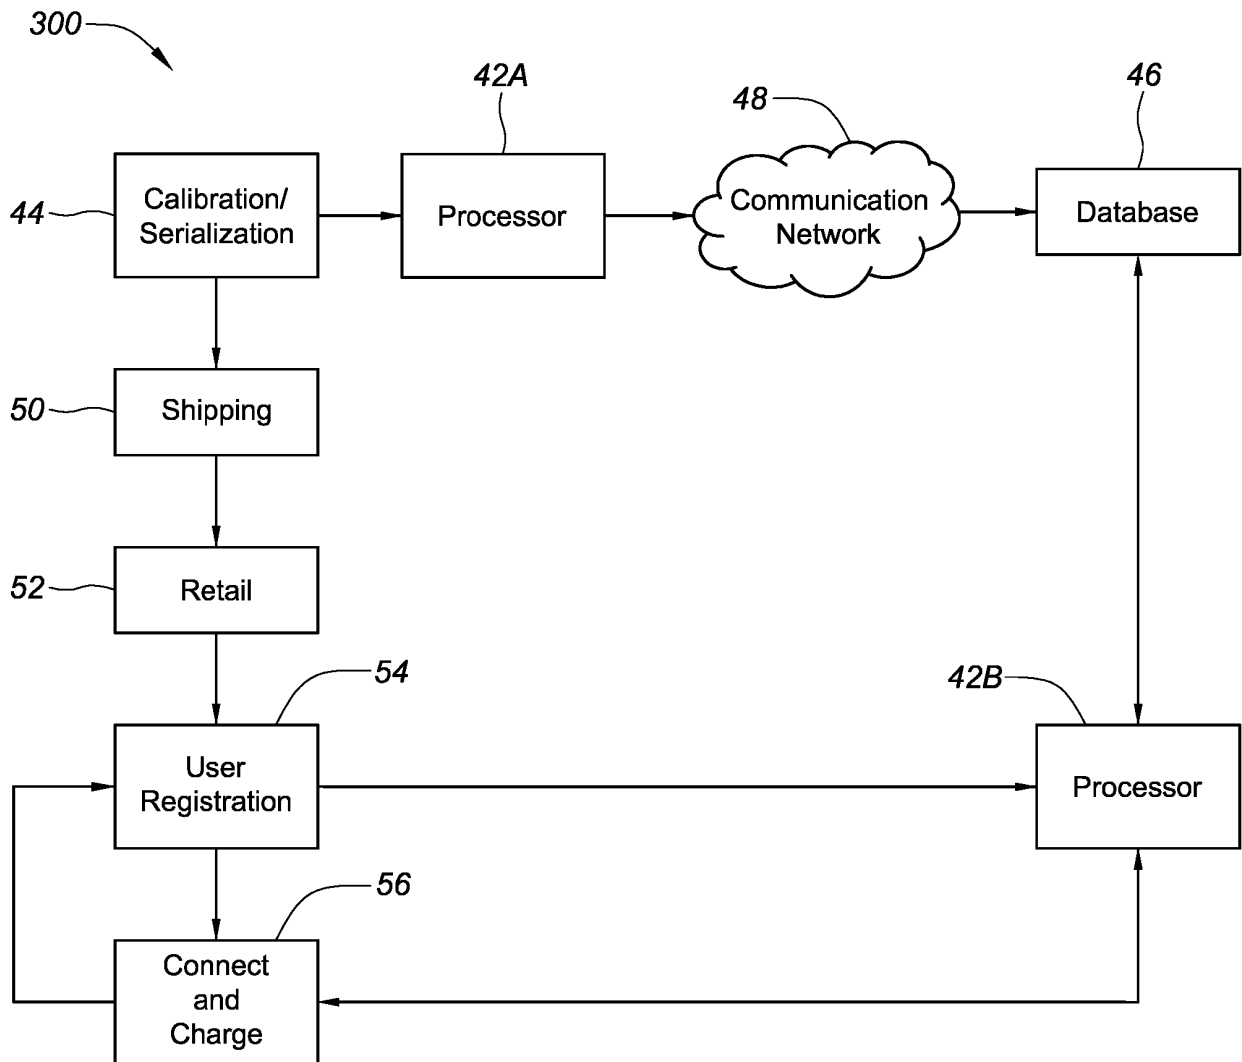 300
42A
48
46
44
Calibration/
Serialization
Processor
Communication
Network
Database
50
Shipping
52
Retail
54
42B
User
Registration
Processor
56
Connect
and
Charge